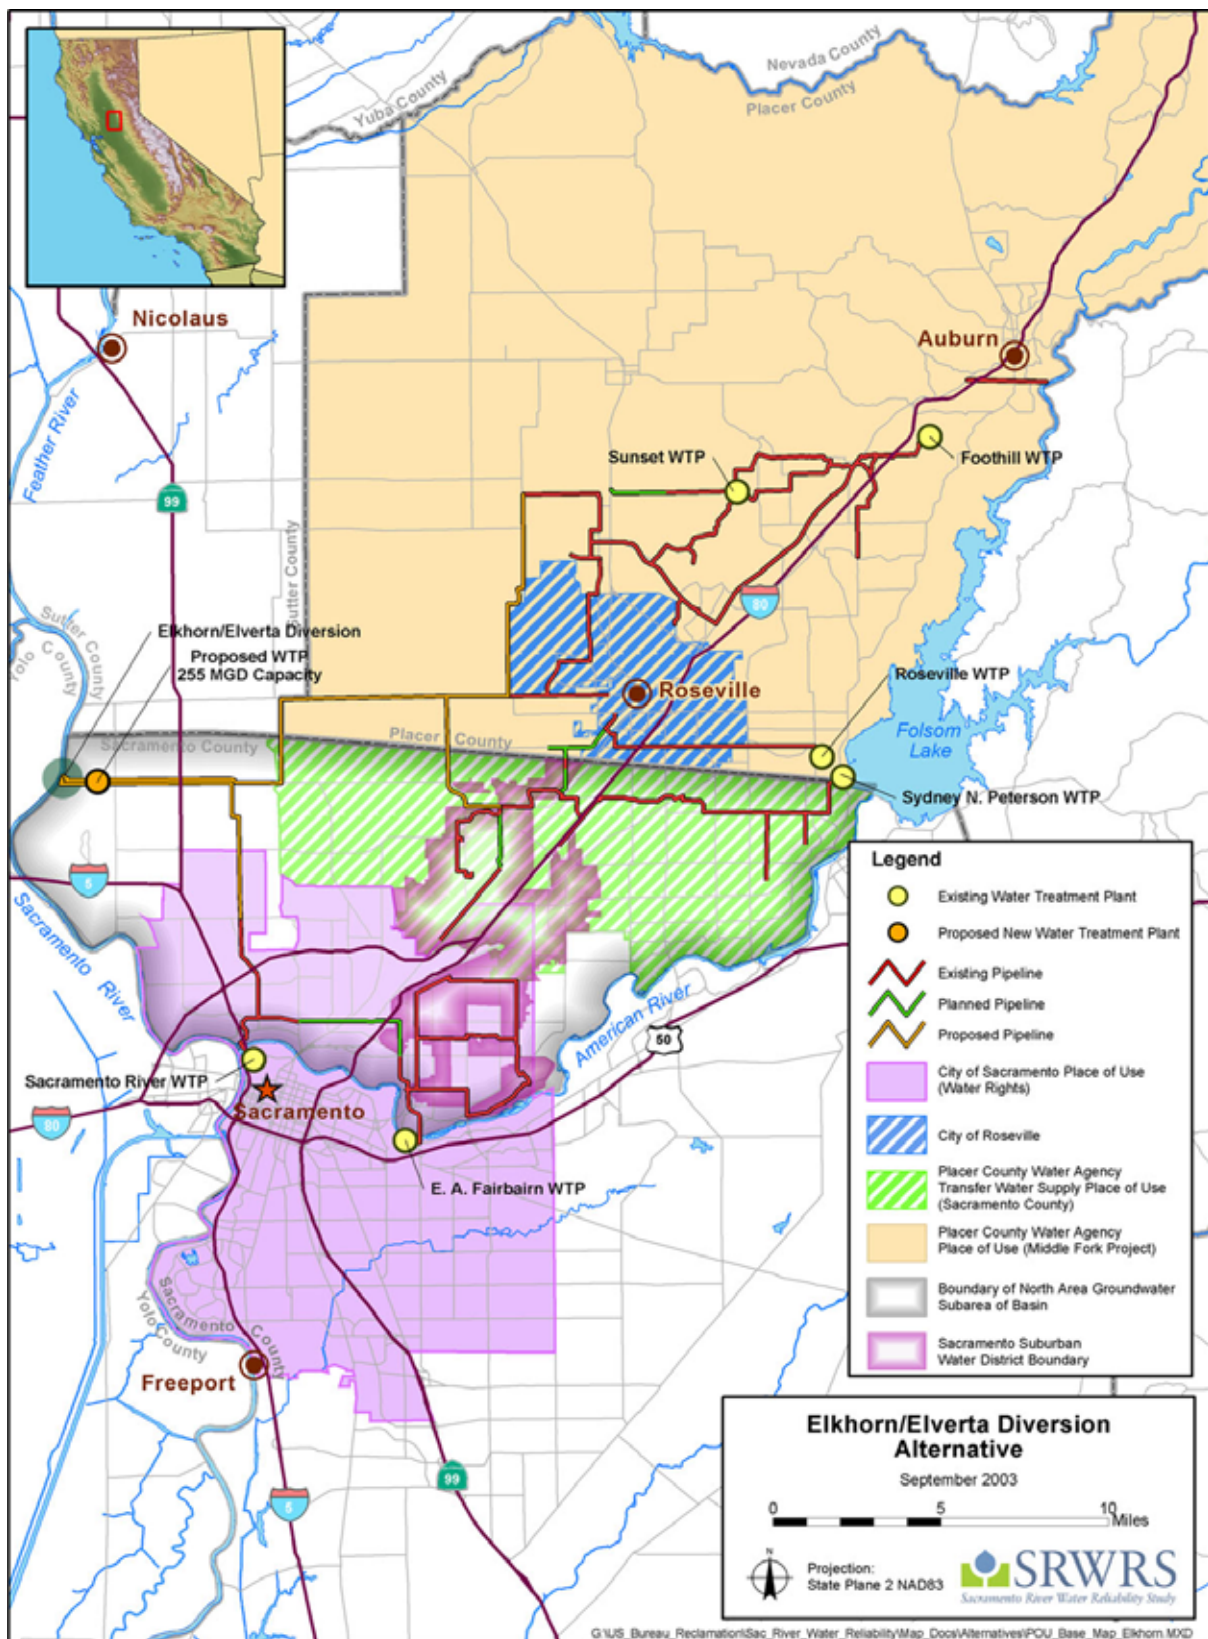 Nevada County
Placer County
Yuba County
Nicolaus
Auburn
Feather River
Sunset WTP
Foothill WTP
99
Sutter County
80
Sutter County
Yolo County
Elkhorn/Elverta Diversion
Proposed WTP
255 MGD Capacity
Roseville WTP
Roseville
Folsom
Lake
Placer County
Sacramento County
Sydney N. Peterson WTP
5
Sacramento River
American River
50
Sacramento River WTP
Sacramento
80
E. A. Fairbairn WTP
Sacramento County
Yolo County
Freeport
99
5
Legend
Existing Water Treatment Plant
Proposed New Water Treatment Plant
Existing Pipeline
Planned Pipeline
Proposed Pipeline
City of Sacramento Place of Use
(Water Rights)
City of Roseville
Placer County Water Agency
Transfer Water Supply Place of Use
(Sacramento County)
Placer County Water Agency
Place of Use (Middle Fork Project)
Boundary of North Area Groundwater
Subarea of Basin
Sacramento Suburban
Water District Boundary
Elkhorn/Elverta Diversion
Alternative
September 2003
0 5 10
Miles
N
Projection:
State Plane 2 NAD83
SRWRS
Sacramento River Water Reliability Study
G:\US_Bureau_Reclamation\Sac_River_Water_Reliability\Map_Docs\Alternatives\POU_Base_Map_Elkhorn.MXD